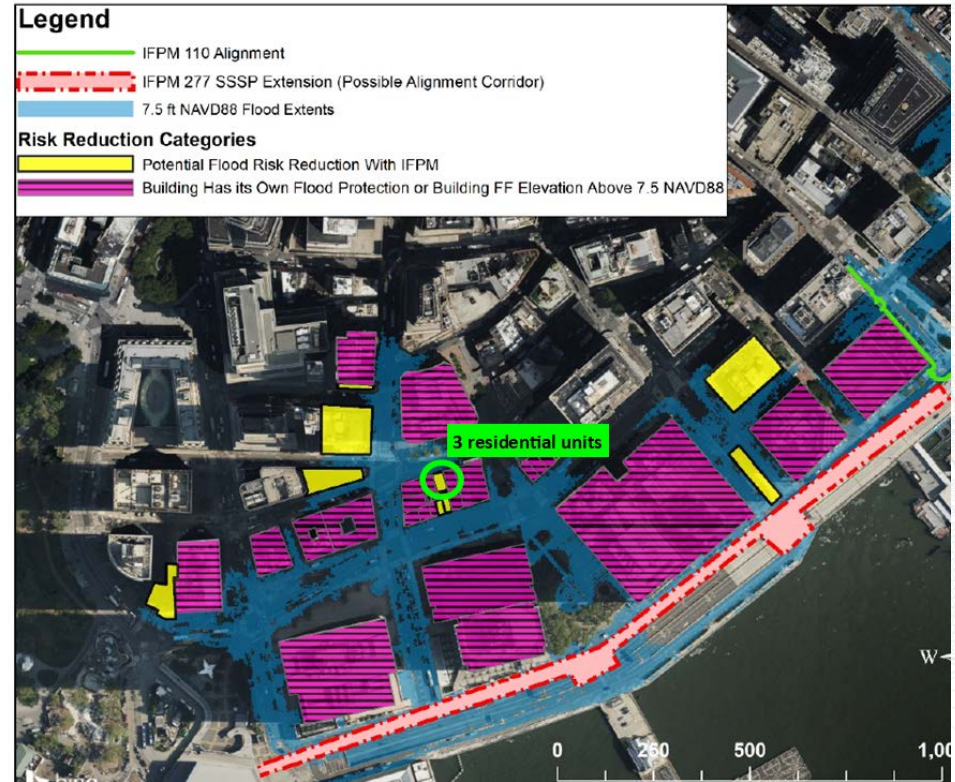 Legend
IFPM 110 Alignment
IFPM 277 SSSP Extension (Possible Alignment Corridor)
7.5 ft NAVD88 Flood Extents
Risk Reduction Categories
Potential Flood Risk Reduction With IFPM
Building Has its Own Flood Protection or Building FF Elevation Above 7.5 NAVD88
3 residential units
W
0 250 500 1,00